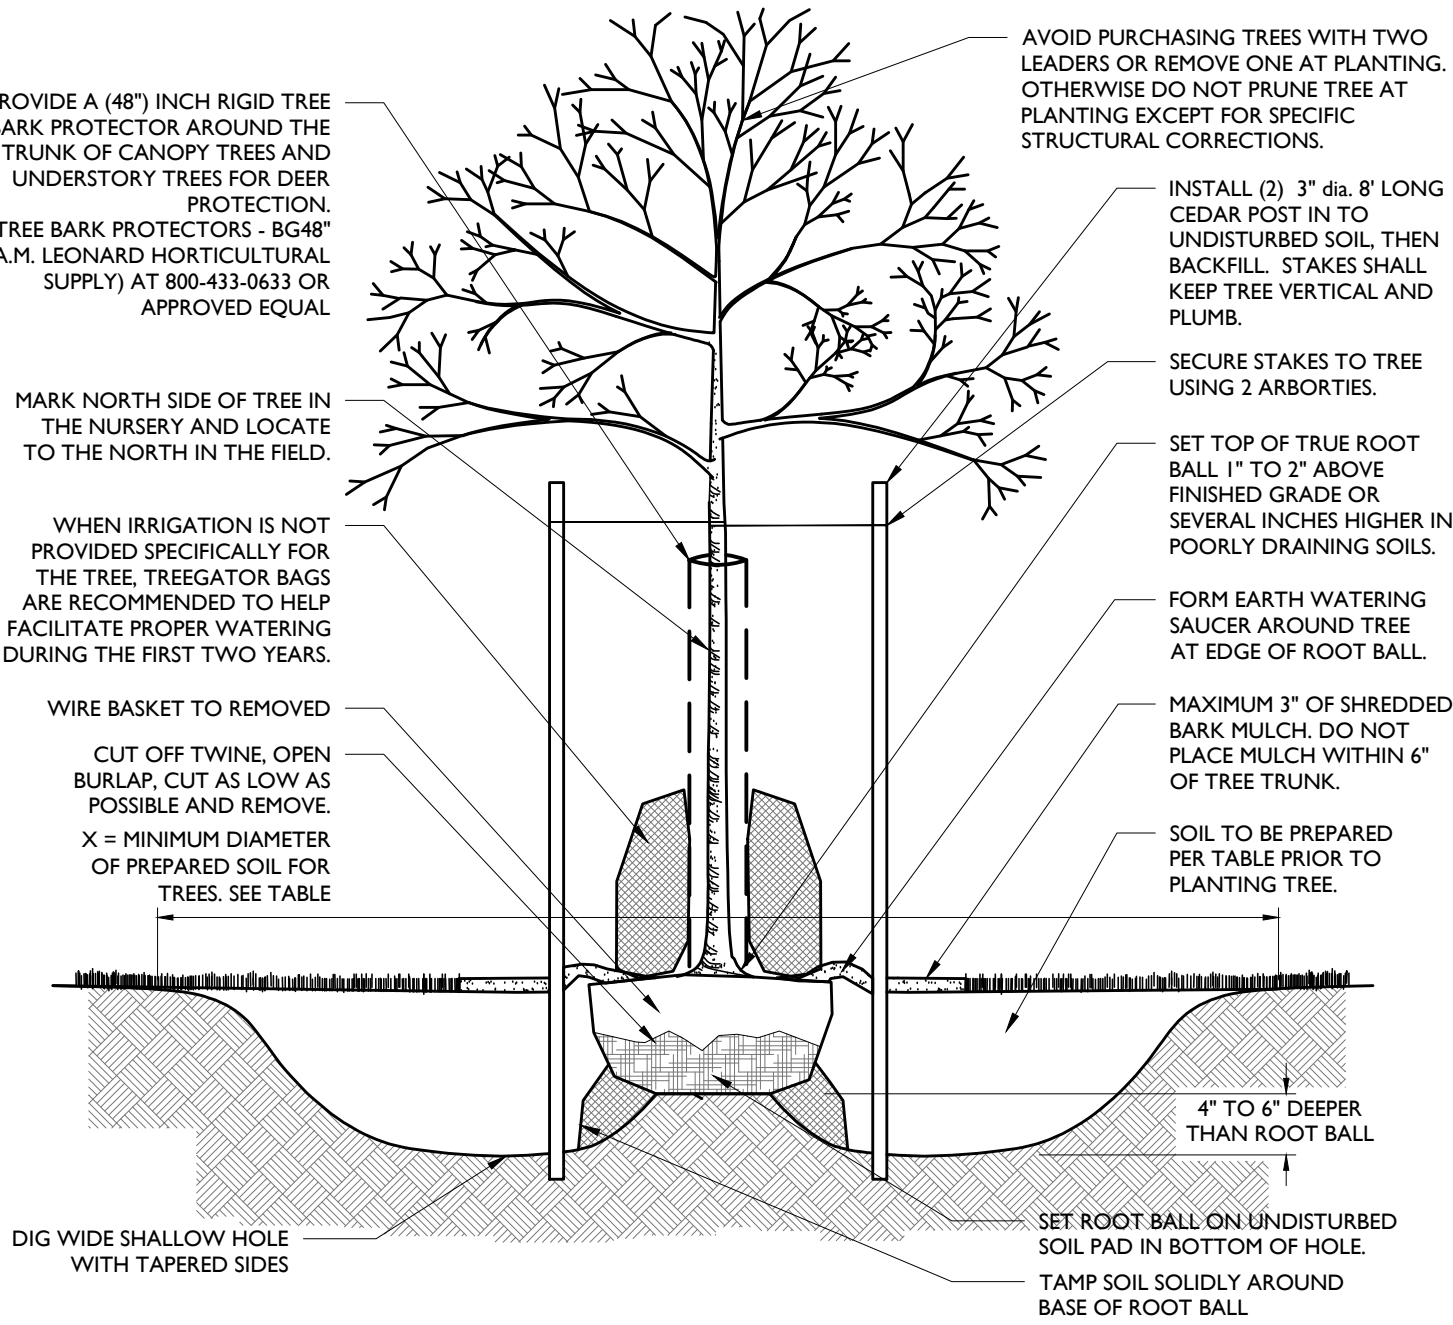 ROVIDE A (48") INCH RIGID TREE
BARK PROTECTOR AROUND THE
TRUNK OF CANOPY TREES AND
UNDERSTORY TREES FOR DEER
PROTECTION.
TREE BARK PROTECTORS - BG48"
A.M. LEONARD HORTICULTURAL
SUPPLY) AT 800-433-0633 OR
APPROVED EQUAL
MARK NORTH SIDE OF TREE IN
THE NURSERY AND LOCATE
TO THE NORTH IN THE FIELD.
WHEN IRRIGATION IS NOT
PROVIDED SPECIFICALLY FOR
THE TREE, TREEGATOR BAGS
ARE RECOMMENDED TO HELP
FACILITATE PROPER WATERING
DURING THE FIRST TWO YEARS.
WIRE BASKET TO REMOVED
CUT OFF TWINE, OPEN
BURLAP, CUT AS LOW AS
POSSIBLE AND REMOVE.
X = MINIMUM DIAMETER
OF PREPARED SOIL FOR
TREES. SEE TABLE
DIG WIDE SHALLOW HOLE
WITH TAPERED SIDES
AVOID PURCHASING TREES WITH TWO
LEADERS OR REMOVE ONE AT PLANTING.
OTHERWISE DO NOT PRUNE TREE AT
PLANTING EXCEPT FOR SPECIFIC
STRUCTURAL CORRECTIONS.
INSTALL (2) 3" dia. 8' LONG
CEDAR POST IN TO
UNDISTURBED SOIL, THEN
BACKFILL. STAKES SHALL
KEEP TREE VERTICAL AND
PLUMB.
SECURE STAKES TO TREE
USING 2 ARBORTIES.
SET TOP OF TRUE ROOT
BALL 1" TO 2" ABOVE
FINISHED GRADE OR
SEVERAL INCHES HIGHER IN
POORLY DRAINING SOILS.
FORM EARTH WATERING
SAUCER AROUND TREE
AT EDGE OF ROOT BALL.
MAXIMUM 3" OF SHREDDED
BARK MULCH. DO NOT
PLACE MULCH WITHIN 6"
OF TREE TRUNK.
SOIL TO BE PREPARED
PER TABLE PRIOR TO
PLANTING TREE.
4" TO 6" DEEPER
THAN ROOT BALL
SET ROOT BALL ON UNDISTURBED
SOIL PAD IN BOTTOM OF HOLE.
TAMP SOIL SOLIDLY AROUND
BASE OF ROOT BALL